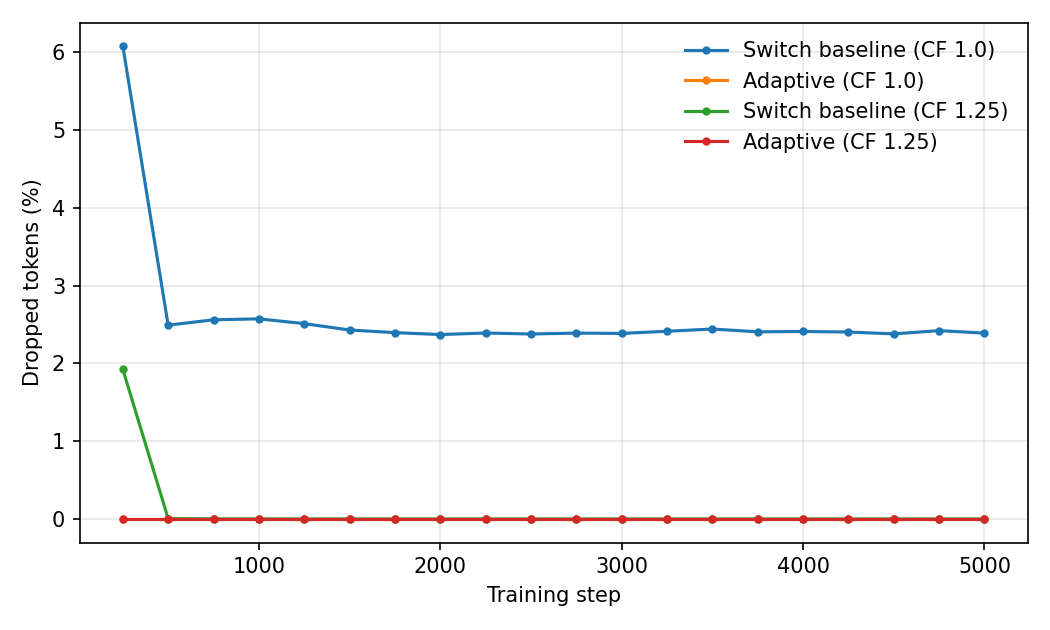 Switch baseline (CF 1.0)
Adaptive (CF 1.0)
Switch baseline (CF 1.25)
Adaptive (CF 1.25)
Dropped tokens (%)
6
5
4
3
2
1
0
1000 2000 3000 4000 5000
Training step